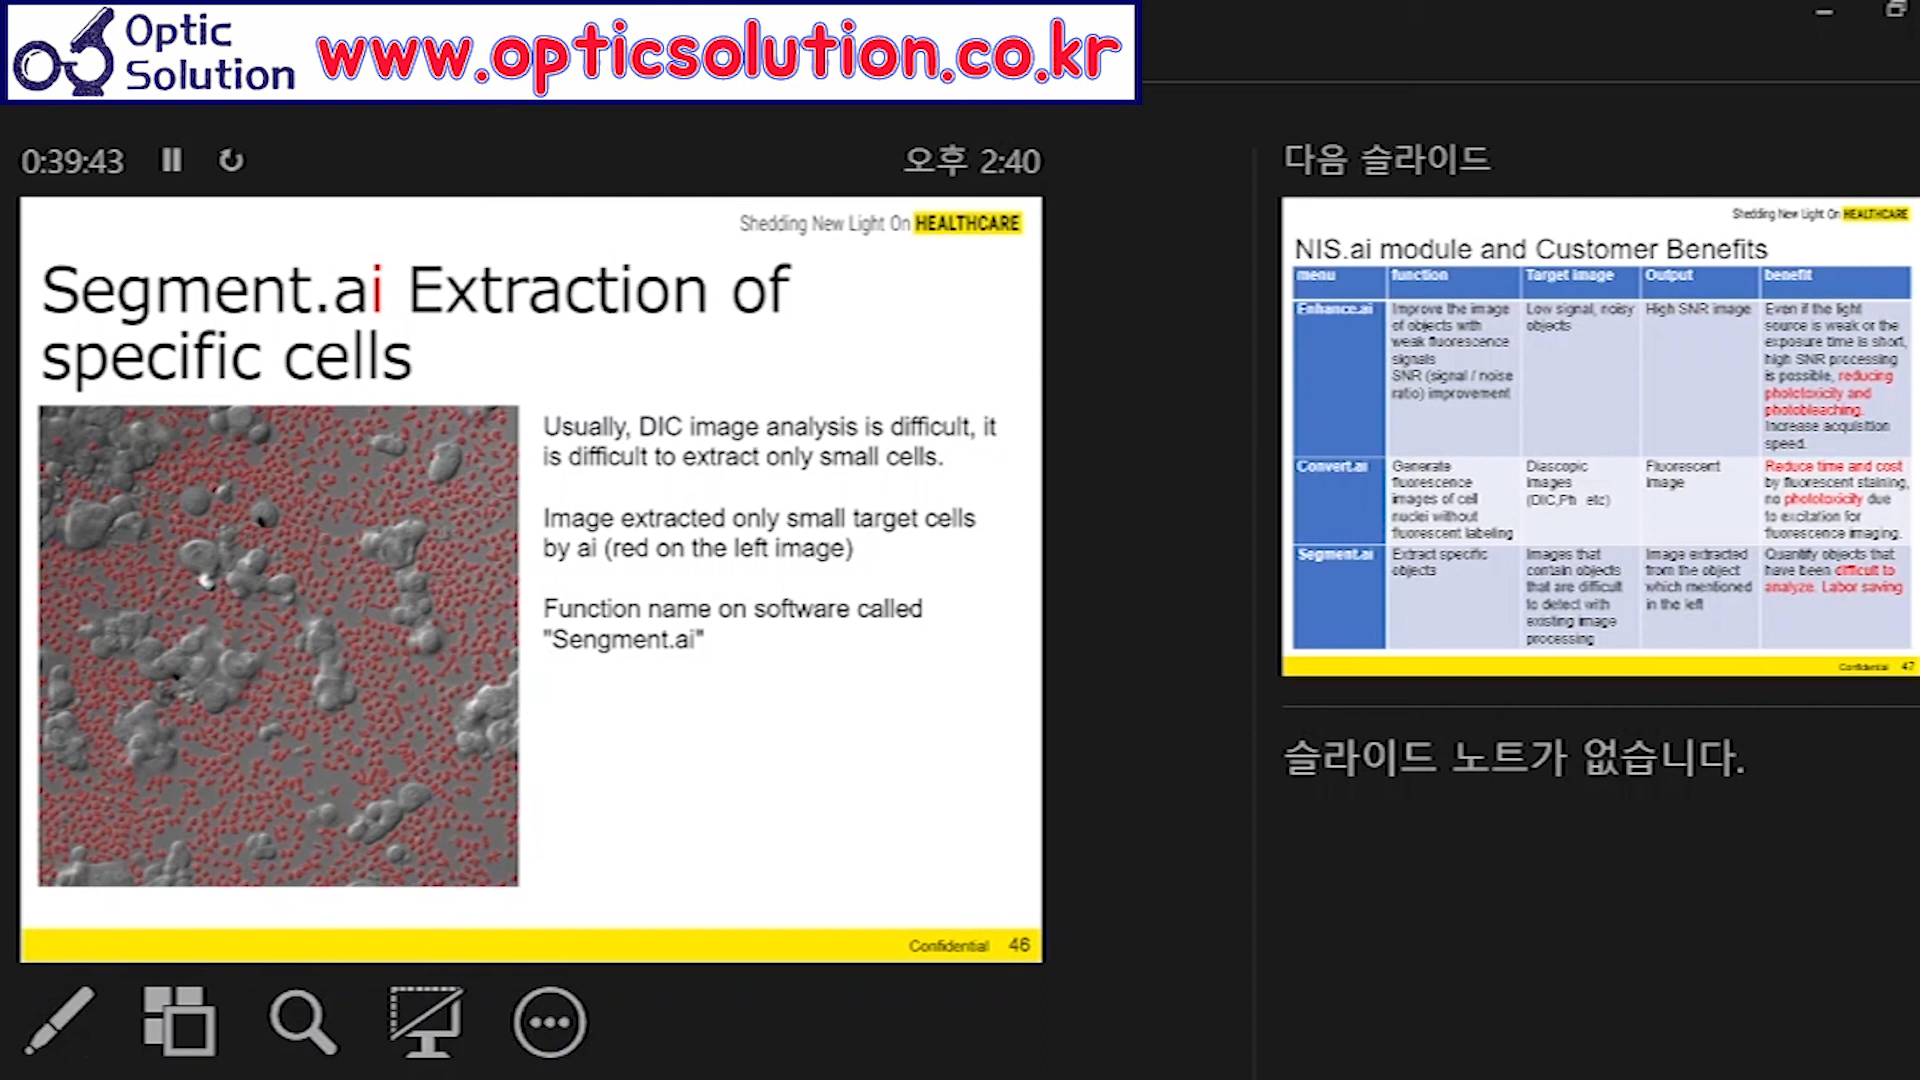 Optic
Solution
www.opticsolution.co.kr
0:39:43
오후 2:40
다음 슬라이드
Shedding New Light On HEALTHCARE
Segment.ai Extraction of
specific cells
Usually, DIC image analysis is difficult, it
is difficult to extract only small cells.
Image extracted only small target cells
by ai (red on the left image)
Function name on software called
"Sengment.ai"
Confidential 46
Shedding New Light On HEALTHCARE
NIS.ai module and Customer Benefits
menu function Target image Output benefit
Enhance.ai
Improve the image
of objects with
weak fluorescence
signals
SNR (signal / noise
ratio) improvement
Low signal, noisy
objects
High SNR image
Even if the light
source is weak or the
exposure time is short,
high SNR processing
is possible, reducing
phototoxicity and
photobleaching.
Increase acquisition
speed.
Convert.ai
Generate
fluorescence
images of cell
nuclei without
fluorescent labeling
Diascopic
images
(DIC,Ph etc)
Fluorescent
image
Reduce time and cost
by fluorescent staining,
no phototoxicity due
to excitation for
fluorescence imaging.
Segment.ai
Extract specific
objects
Images that
contain objects
that are difficult
to detect with
existing image
processing
Image extracted
from the object
which mentioned
in the left
Quantify objects that
have been difficult to
analyze. Labor saving
Confidential 47
슬라이드 노트가 없습니다.